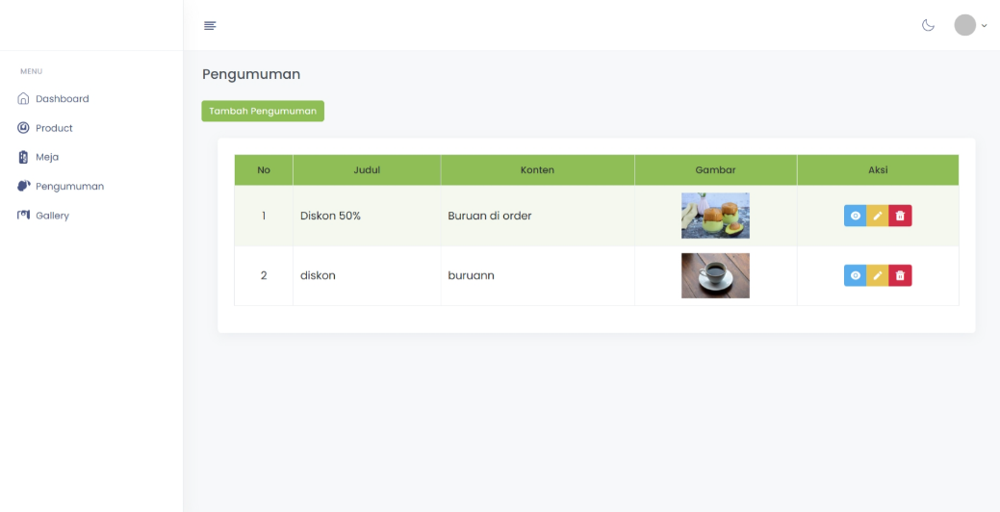 MENU
Dashboard
Product
Meja
Pengumuman
Gallery
Pengumuman
Tambah Pengumuman
No Judul Konten Gambar Aksi
1 Diskon 50% Buruan di order
2 diskon buruann